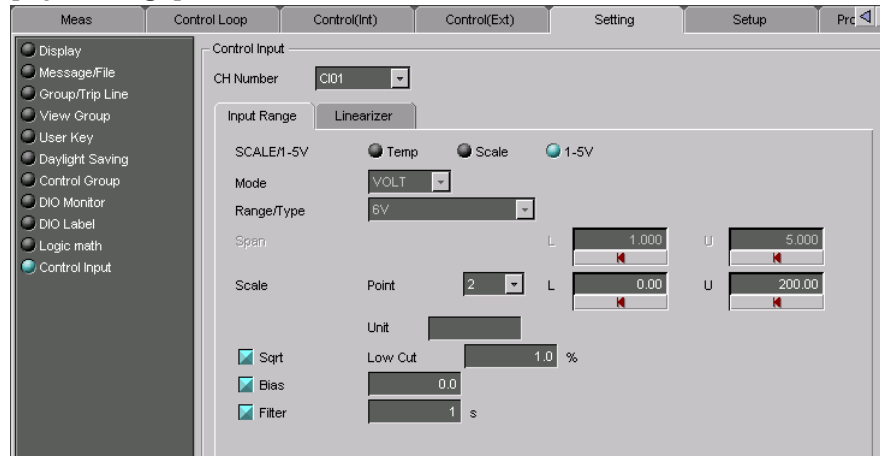 Meas Control Loop Control(Int) Control(Ext) Setting Setup
Display
Message/File
Group/Trip Line
View Group
User Key
Daylight Saving
Control Group
DIO Monitor
DIO Label
Logic math
Control Input
Control Input
CH Number CI01
Input Range Linearizer
SCALE/1-5V Temp Scale 1-5V
Mode VOLT
Range/Type 6V
Span L 1.000 U 5.000
Scale Point 2 L 0.00 U 200.00
Unit
Sqrt Low Cut 1.0 %
Bias 0.0
Filter 1 s